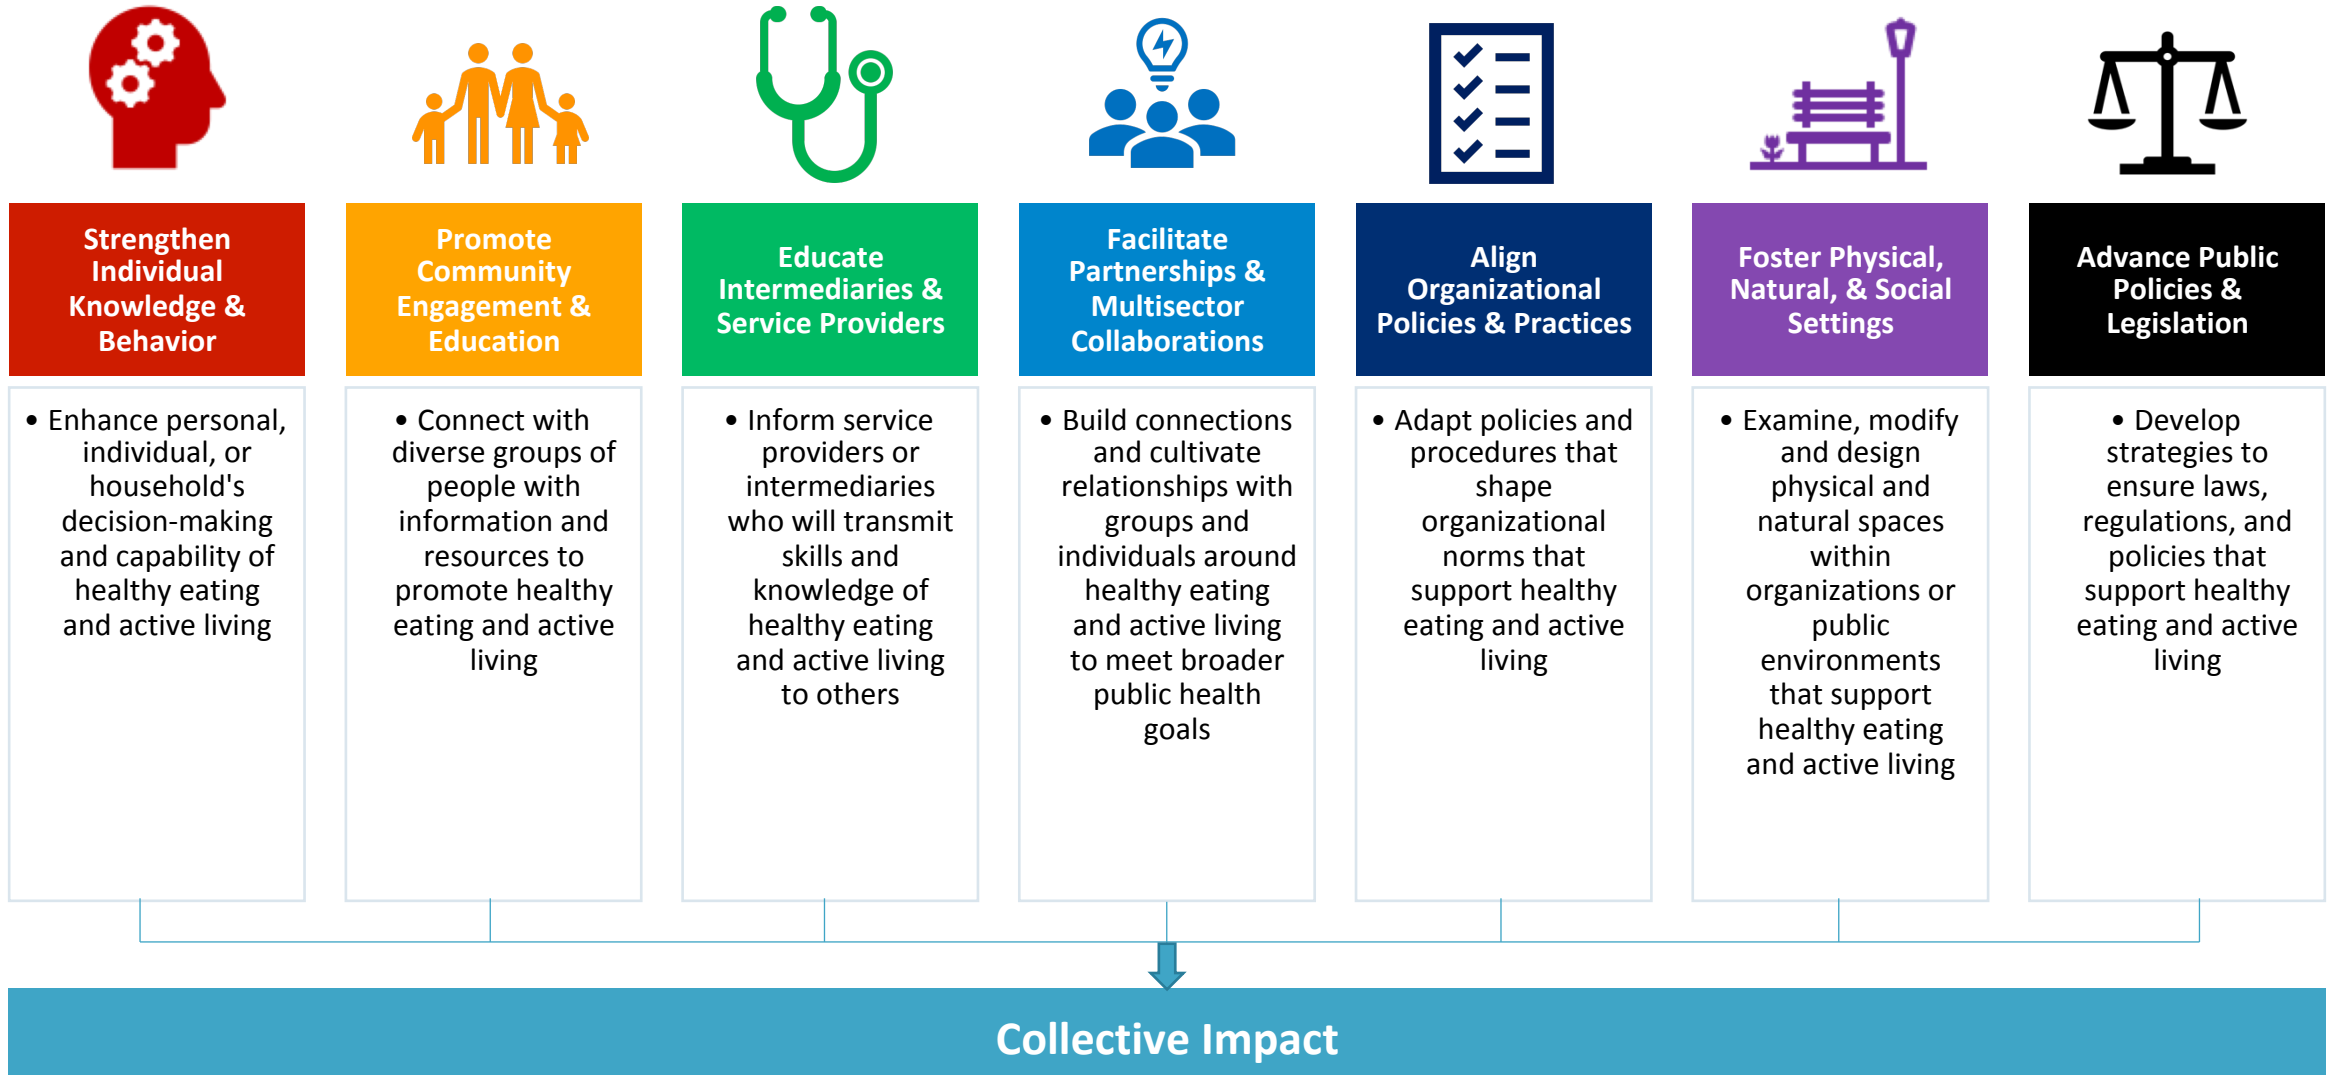 Strengthen
Individual
Knowledge &
Behavior
• Enhance personal,
individual, or
household's
decision-making
and capability of
healthy eating
and active living
Promote
Community
Engagement &
Education
• Connect with
diverse groups of
people with
information and
resources to
promote healthy
eating and active
living
Educate
Intermediaries &
Service Providers
• Inform service
providers or
intermediaries
who will transmit
skills and
knowledge of
healthy eating
and active living
to others
Facilitate
Partnerships &
Multisector
Collaborations
• Build connections
and cultivate
relationships with
groups and
individuals around
healthy eating
and active living
to meet broader
public health
goals
Align
Organizational
Policies & Practices
• Adapt policies and
procedures that
shape
organizational
norms that
support healthy
eating and active
living
Foster Physical,
Natural, & Social
Settings
• Examine, modify
and design
physical and
natural spaces
within
organizations or
public
environments
that support
healthy eating
and active living
Advance Public
Policies &
Legislation
• Develop
strategies to
ensure laws,
regulations, and
policies that
support healthy
eating and active
living
Collective Impact